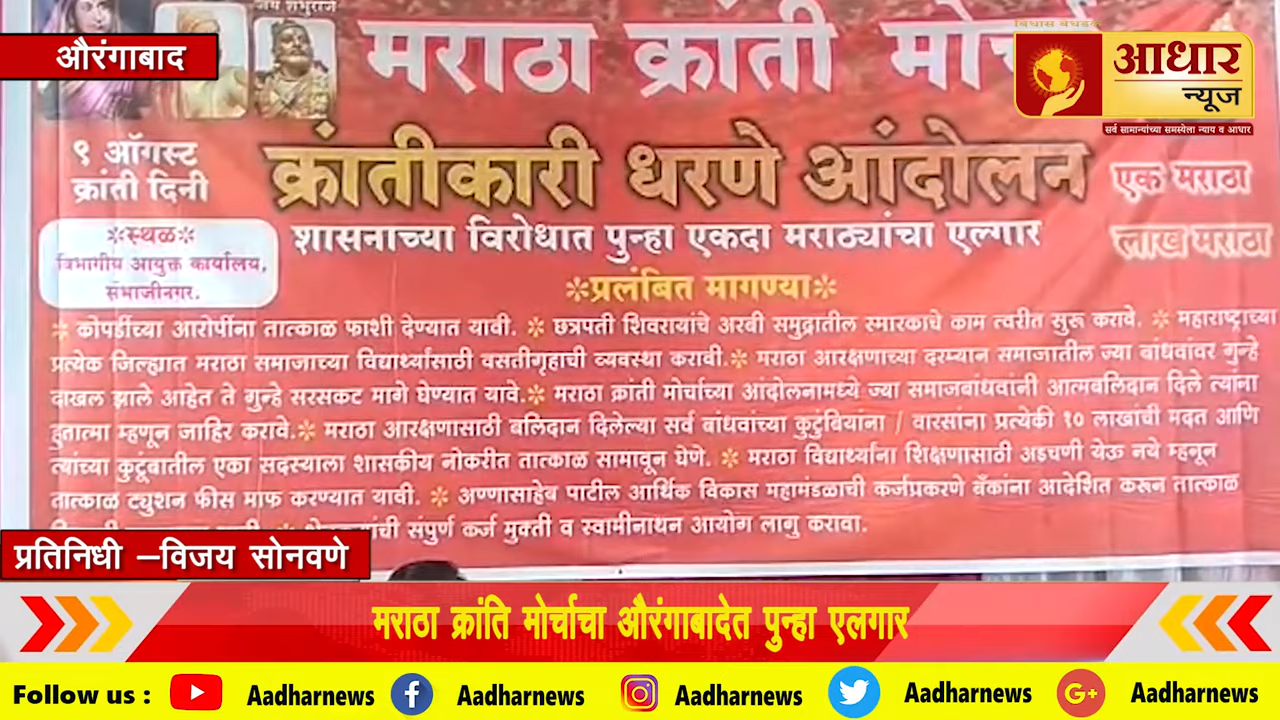 जय शंभुराजे
औरंगाबाद
मराठा क्रांती
बिंधास बेधडक
आधार
न्यूज
सर्व सामान्यांच्या समस्येला न्याय व आधार
९ ऑगस्ट
क्रांती दिनी
क्रांतीकारी धरणे आंदोलन
एक मराठा
लाख मराठा
शासनाच्या विरोधात पुन्हा एकदा मराठ्यांचा एल्गार
*स्थळ*
विभागीय आयुक्त कार्यालय,
संभाजीनगर.
*प्रलंबित मागण्या*
* कोपर्डीच्या आरोपींना तात्काळ फाशी देण्यात यावी. * छत्रपती शिवरायांचे अरबी समुद्रातील स्मारकाचे काम त्वरीत सुरू करावे. * महाराष्ट्राच्या
प्रत्येक जिल्ह्यात मराठा समाजाच्या विद्यार्थ्यांसाठी वसतीगृहाची व्यवस्था करावी.* मराठा आरक्षणाच्या दरम्यान समाजातील ज्या बांधवांवर गुन्हे
दाखल झाले आहेत ते गुन्हे सरसकट मागे घेण्यात यावे.* मराठा क्रांती मोर्चाच्या आंदोलनामध्ये ज्या समाजबांधवांनी आत्मबलिदान दिले त्यांना
हुतात्मा म्हणून जाहिर करावे.* मराठा आरक्षणासाठी बलिदान दिलेल्या सर्व बांधवांच्या कुटुंबियांना / वारसांना प्रत्येकी १० लाखांची मदत आणि
त्यांच्या कुटूंबातील एका सदस्याला शासकीय नोकरीत तात्काळ सामावून घेणे. * मराठा विद्यार्थ्यांना शिक्षणासाठी अडचणी येऊ नये म्हणून
तात्काळ ट्युशन फीस माफ करण्यात यावी. * अण्णासाहेब पाटील आर्थिक विकास महामंडळाची कर्जप्रकरणे बँकांना आदेशित करून तात्काळ
संपुर्ण कर्ज मुक्ती व स्वामीनाथन आयोग लागु करावा.
प्रतिनिधी –विजय सोनवणे
मराठा क्रांति मोर्चाचा औरंगाबादेत पुन्हा एलगार
Follow us : Aadharnews Aadharnews Aadharnews Aadharnews Aadharnews